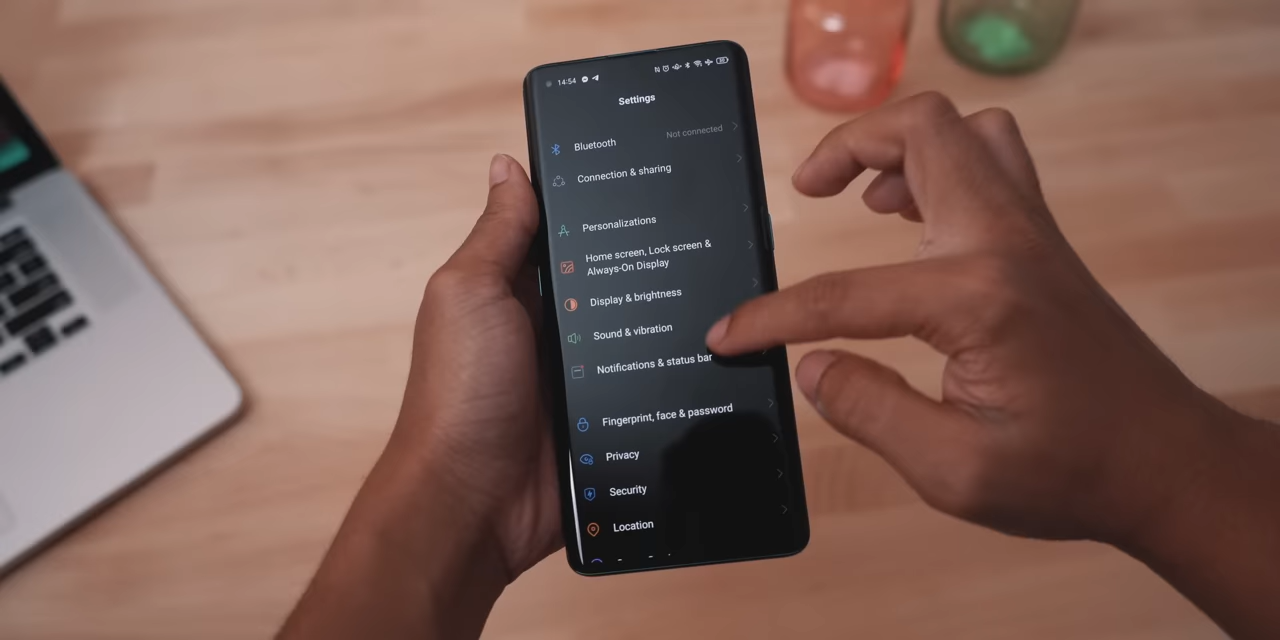 14:54
Settings
Bluetooth Not connected
Connection & sharing
Personalizations
Home screen, Lock screen &
Always-On Display
Display & brightness
Sound & vibration
Notifications & status bar
Fingerprint, face & password
Privacy
Security
Location